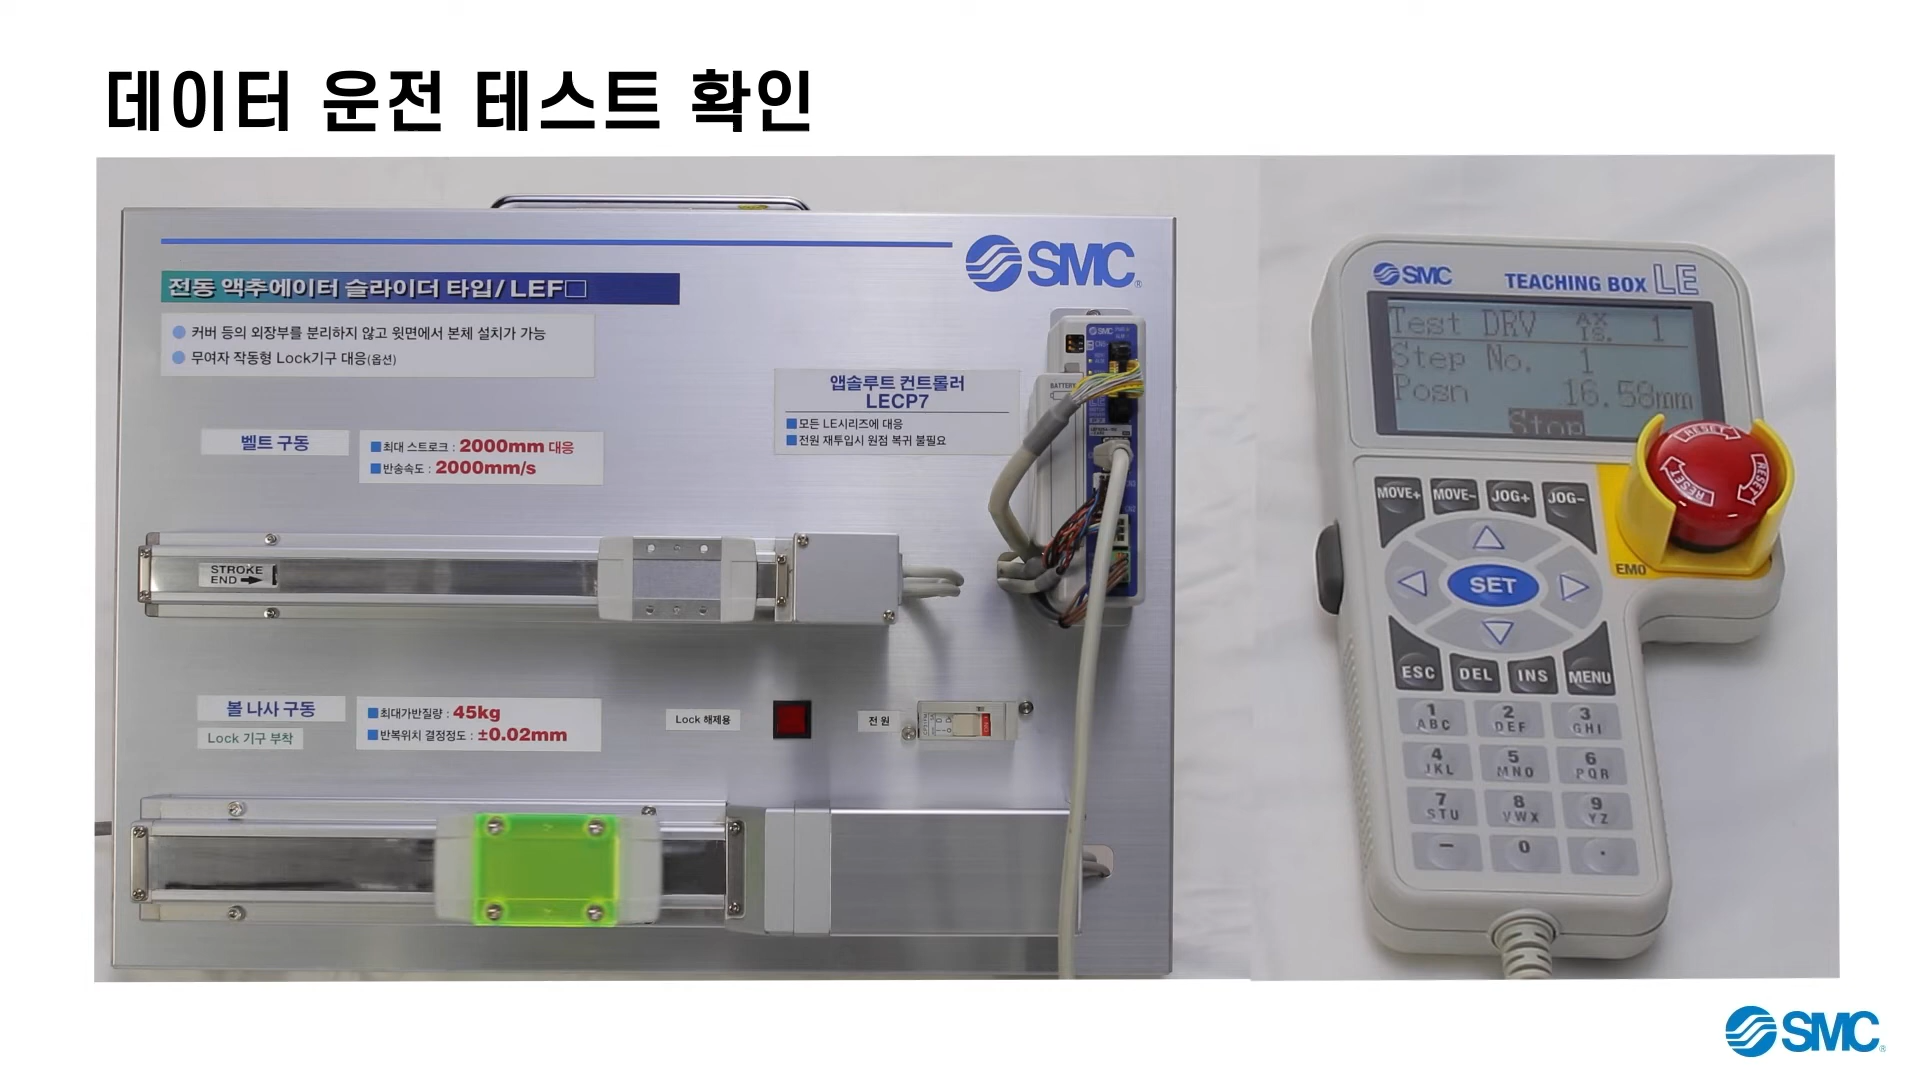 데이터 운전 테스트 확인
SMC
전동 액추에이터 슬라이더 타입/LEF□
커버 등의 외장부를 분리하지 않고 윗면에서 본체 설치가 가능
무여자 작동형 Lock기구 대응(옵션)
앱솔루트 컨트롤러
LECP7
모든 LE시리즈에 대응
전원 재투입시 원점 복귀 불필요
벨트 구동
최대 스트로크 : 2000mm 대응
반송속도 : 2000mm/s
STROKE
END
볼 나사 구동
Lock 기구 부착
최대가반질량 : 45kg
반복위치 결정정도 : ±0.02mm
Lock 해제용
전 원
SMC
BATTERY
SMC TEACHING BOX LE
Test DRV Axis. 1
Step No. 1
Posn 16.58mm
Stop
RESET RESET RESET
MOVE+ MOVE- JOG+ JOG-
EMO
SET
ESC DEL INS MENU
1 2 3
ABC DEF GHI
4 5 6
JKL MNO PQR
7 8 9
STU VWX YZ
- 0 .
SMC